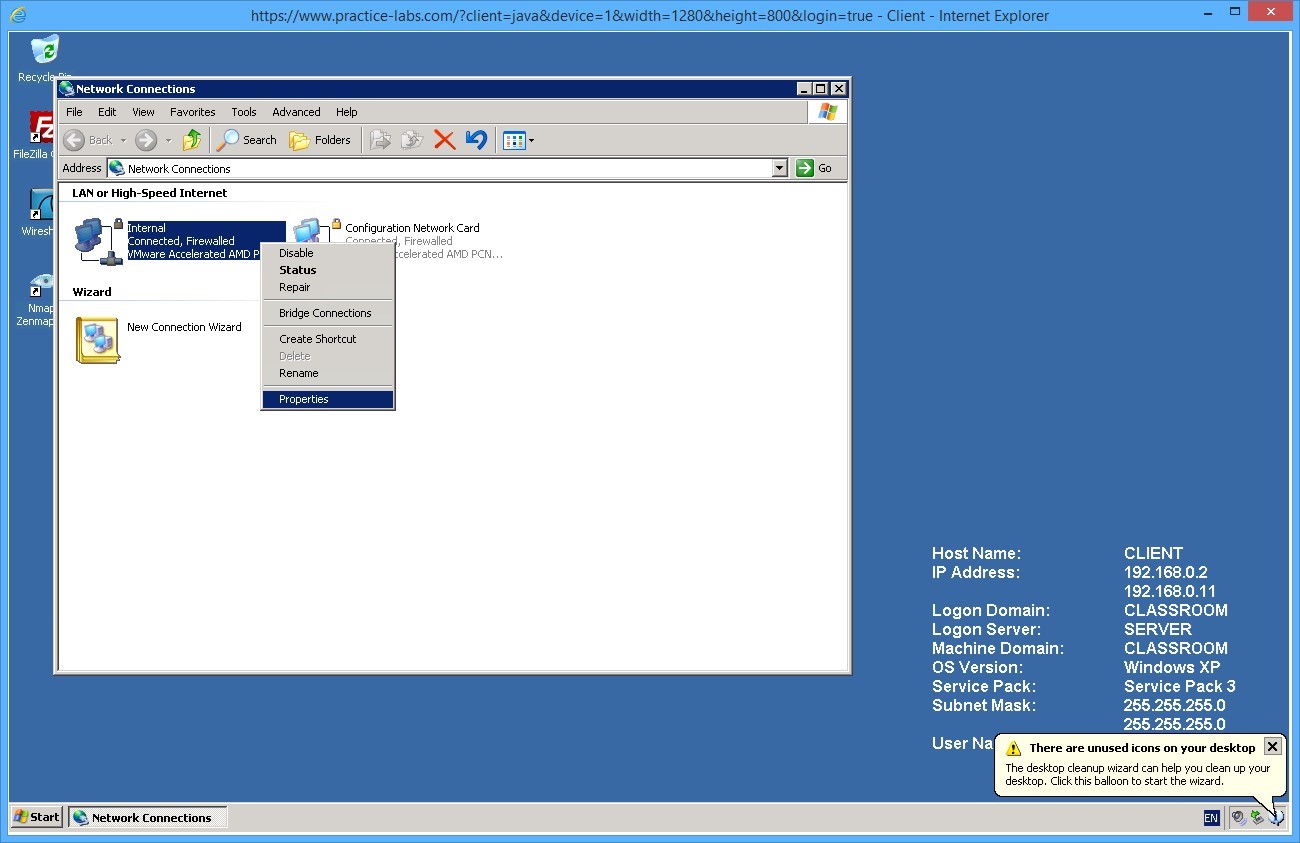 https://www.practice-labs.com/?client=java&device=1&width=1280&height=800&login=true - Client - Internet Explorer
Recycle
Network Connections
File Edit View Favorites Tools Advanced Help
Back Search Folders
Address Network Connections Go
LAN or High-Speed Internet
FileZilla
Internal
Connected, Firewalled
VMware Accelerated AMD P
Configuration Network Card
Connected, Firewalled
celerated AMD PCN...
Disable
Status
Repair
Bridge Connections
Create Shortcut
Delete
Rename
Properties
Wiresh
Wizard
New Connection Wizard
Nmap
Zenmap
Host Name: CLIENT
IP Address: 192.168.0.2
192.168.0.11
Logon Domain: CLASSROOM
Logon Server: SERVER
Machine Domain: CLASSROOM
OS Version: Windows XP
Service Pack: Service Pack 3
Subnet Mask: 255.255.255.0
255.255.255.0
User Na
There are unused icons on your desktop
The desktop cleanup wizard can help you clean up your
desktop. Click this balloon to start the wizard.
Start Network Connections EN